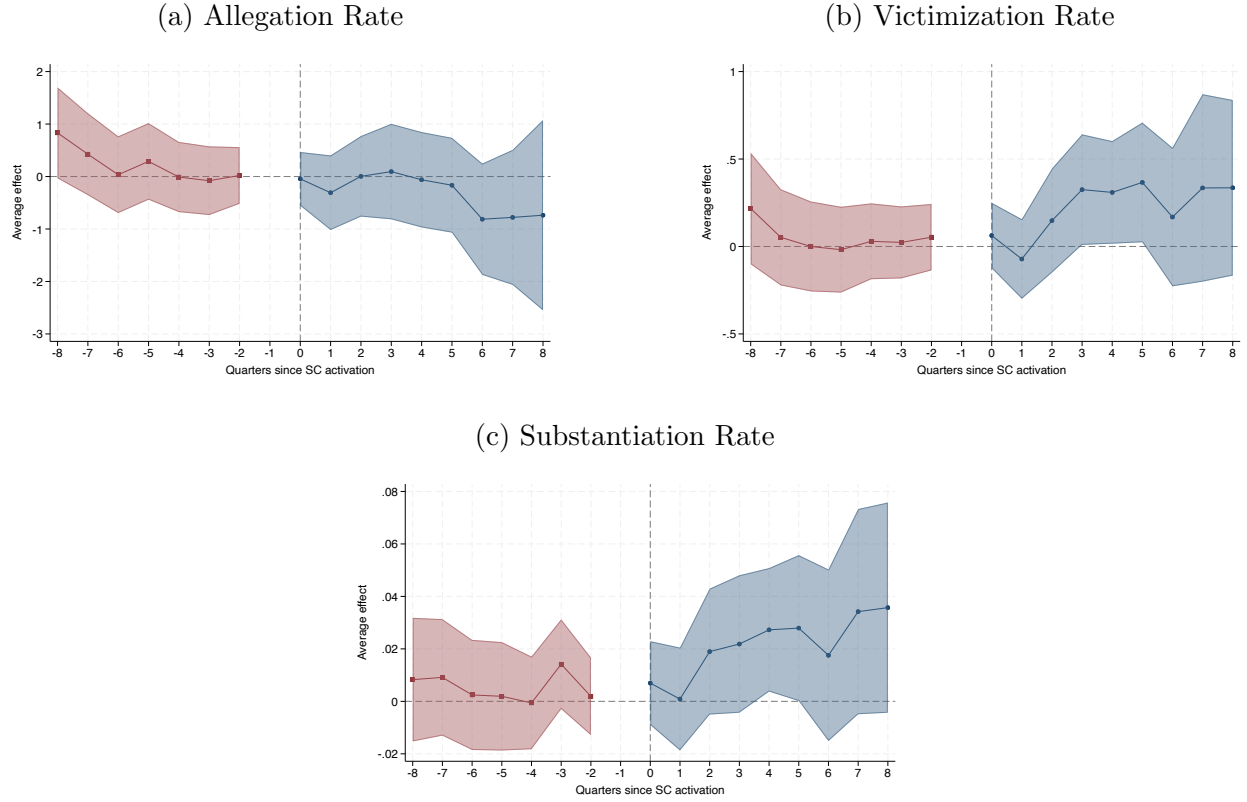 (a) Allegation Rate
2
1
0
-1
-2
-3
Average effect
-8 -7 -6 -5 -4 -3 -2 -1 0 1 2 3 4 5 6 7 8
Quarters since SC activation
(b) Victimization Rate
1
.5
0
-.5
Average effect
-8 -7 -6 -5 -4 -3 -2 -1 0 1 2 3 4 5 6 7 8
Quarters since SC activation
(c) Substantiation Rate
.08
.06
.04
.02
0
-.02
Average effect
-8 -7 -6 -5 -4 -3 -2 -1 0 1 2 3 4 5 6 7 8
Quarters since SC activation